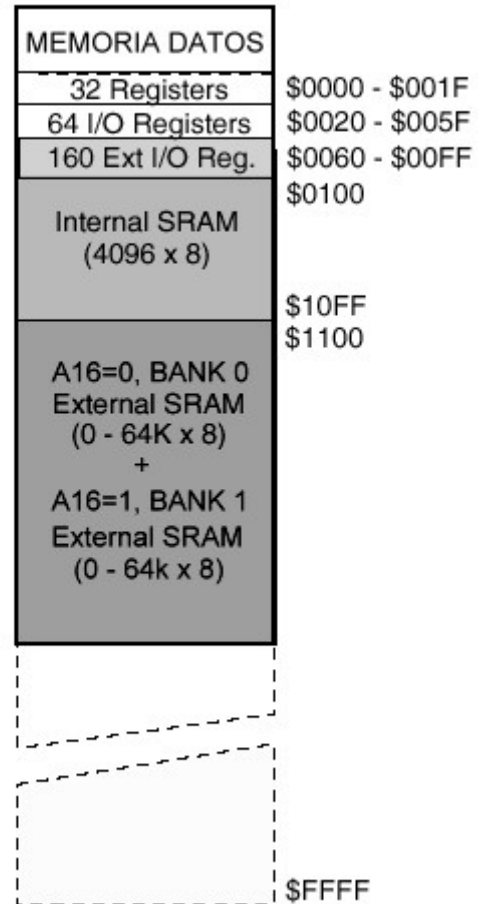 MEMORIA DATOS
32 Registers $0000 - $001F
64 I/O Registers $0020 - $005F
160 Ext I/O Reg. $0060 - $00FF
$0100
Internal SRAM
(4096 x 8)
$10FF
$1100
A16=0, BANK 0
External SRAM
(0 - 64K x 8)
+
A16=1, BANK 1
External SRAM
(0 - 64k x 8)
$FFFF